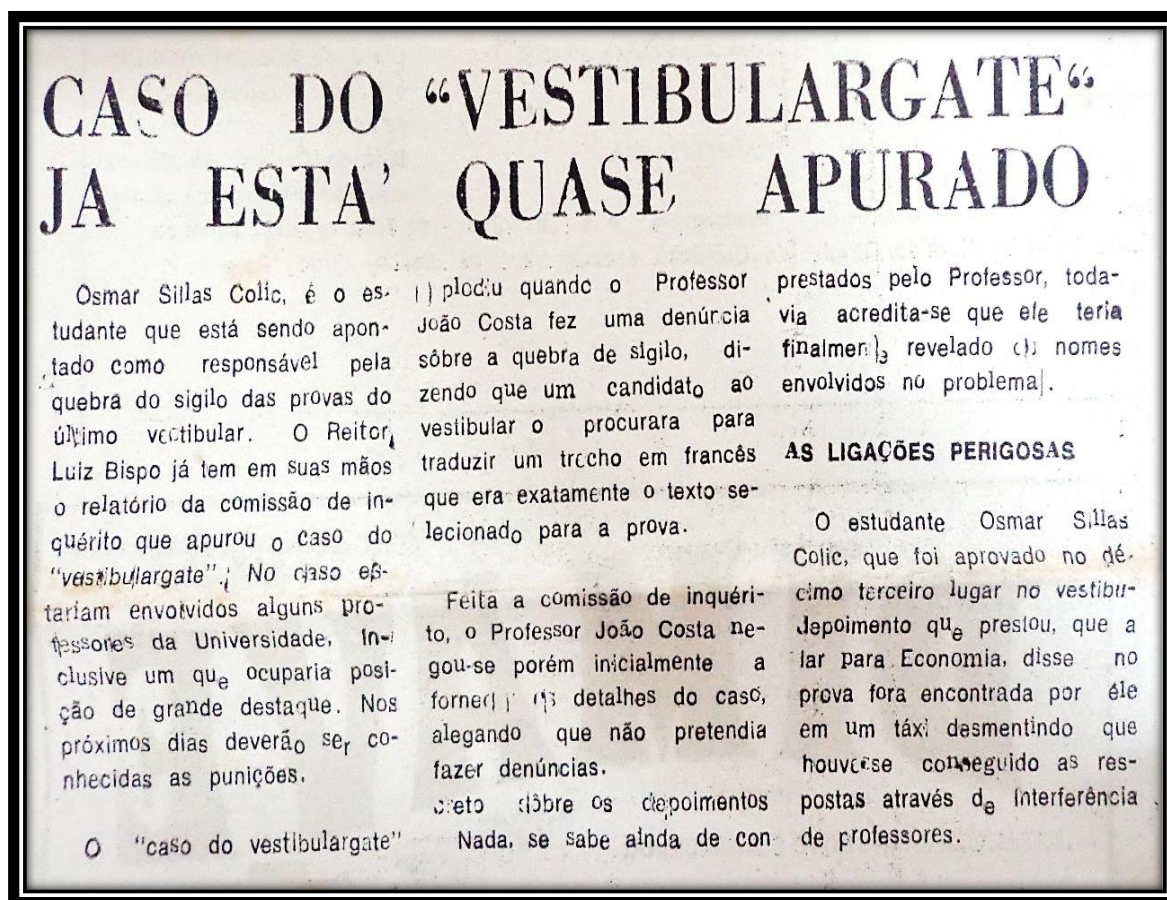 CASO DO “VESTIBULARGATE“
JA ESTA' QUASE APURADO
Osmar Sillas Colic, é o es-
tudante que está sendo apon-
tado como responsável pela
quebra do sigilo das provas do
último vestibular. O Reitor,
Luiz Bispo já tem em suas mãos
o relatório da comissão de in-
quérito que apurou o caso do
"vestibulargate". No caso es-
tariam envolvidos alguns pro-
fessores da Universidade, in-
clusive um que ocuparia posi-
ção de grande destaque. Nos
próximos dias deverão ser co-
nhecidas as punições.
O "caso do vestibulargate"
plodiu quando o Professor
João Costa fez uma denúncia
sôbre a quebra de sigilo, di-
zendo que um candidato ao
vestibular o procurara para
traduzir um trecho em francês
que era exatamente o texto se-
lecionado para a prova.
Feita a comissão de inquéri-
to, o Professor João Costa ne-
gou-se porém inicialmente a
detalhes do caso,
alegando que não pretendia
fazer denúncias.
creto sôbre os depoimentos
Nada, se sabe ainda de con
prestados pelo Professor, toda-
via acredita-se que ele teria
finalmente revelado nomes
envolvidos no problema.
AS LIGAÇÕES PERIGOSAS
O estudante Osmar Sillas
Colic, que foi aprovado no dé-
cimo terceiro lugar no vestibu-
depoimento que prestou, que a
lar para Economia, disse no
prova fora encontrada por éle
em um táxi desmentindo que
houvesse conseguido as res-
postas através de interferência
de professores.